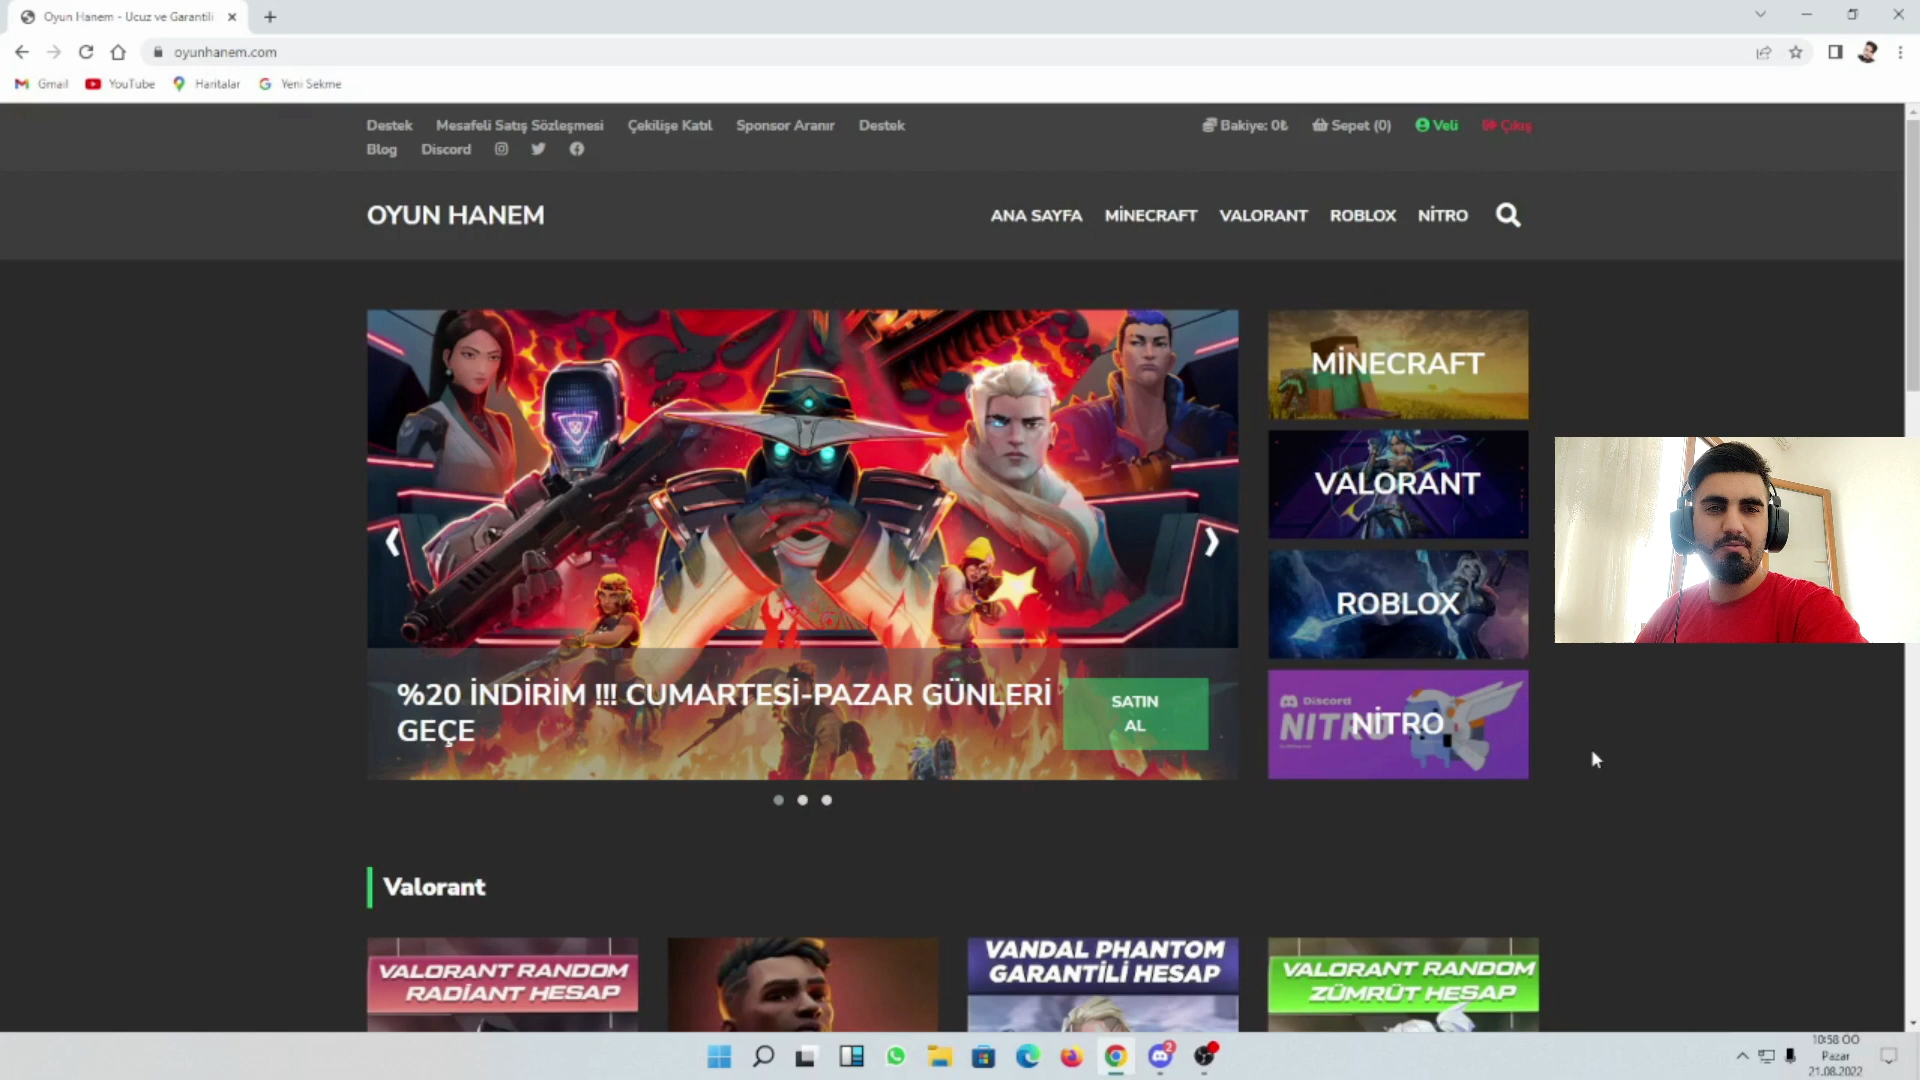 Oyun Hanem - Ucuz ve Garantili
oyunhanem.com
Gmail YouTube Haritalar Yeni Sekme
Destek Mesafeli Satış Sözleşmesi Çekilişe Katıl Sponsor Aranır Destek
Blog Discord
Bakiye: 0₺ Sepet (0) Veli Çıkış
OYUN HANEM
ANA SAYFA MİNECRAFT VALORANT ROBLOX NİTRO
MİNECRAFT
VALORANT
ROBLOX
Discord
NITRO
NİTRO
%20 İNDİRİM !!! CUMARTESİ-PAZAR GÜNLERİ
GEÇE
SATIN
AL
Valorant
VALORANT RANDOM
RADİANT HESAP
VANDAL PHANTOM
GARANTİLİ HESAP
VALORANT RANDOM
ZÜMRÜT HESAP
2
10:58 ÖÖ
Pazar
21.08.2022